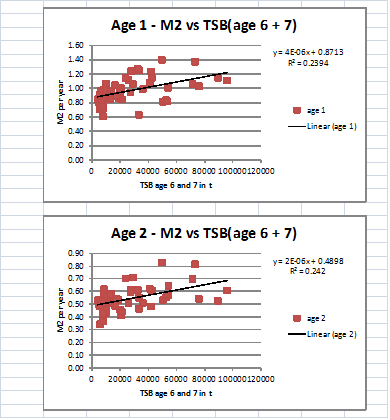 Age 1 - M2 vs TSB(age 6 + 7)
y = 4E-06x + 0.8713
R² = 0.2394
M2 per year
1.60
1.40
1.20
1.00
0.80
0.60
0.40
0.20
0.00
0 20000 40000 60000 80000 100000 120000
TSB age 6 and 7 in t
age 1
Linear (age 1)
Age 2 - M2 vs TSB(age 6 + 7)
y = 2E-06x + 0.4898
R² = 0.242
M2 per year
0.90
0.80
0.70
0.60
0.50
0.40
0.30
0.20
0.10
0.00
0 20000 40000 60000 80000 100000 120000
TSB age 6 and 7 in t
age 2
Linear (age 2)